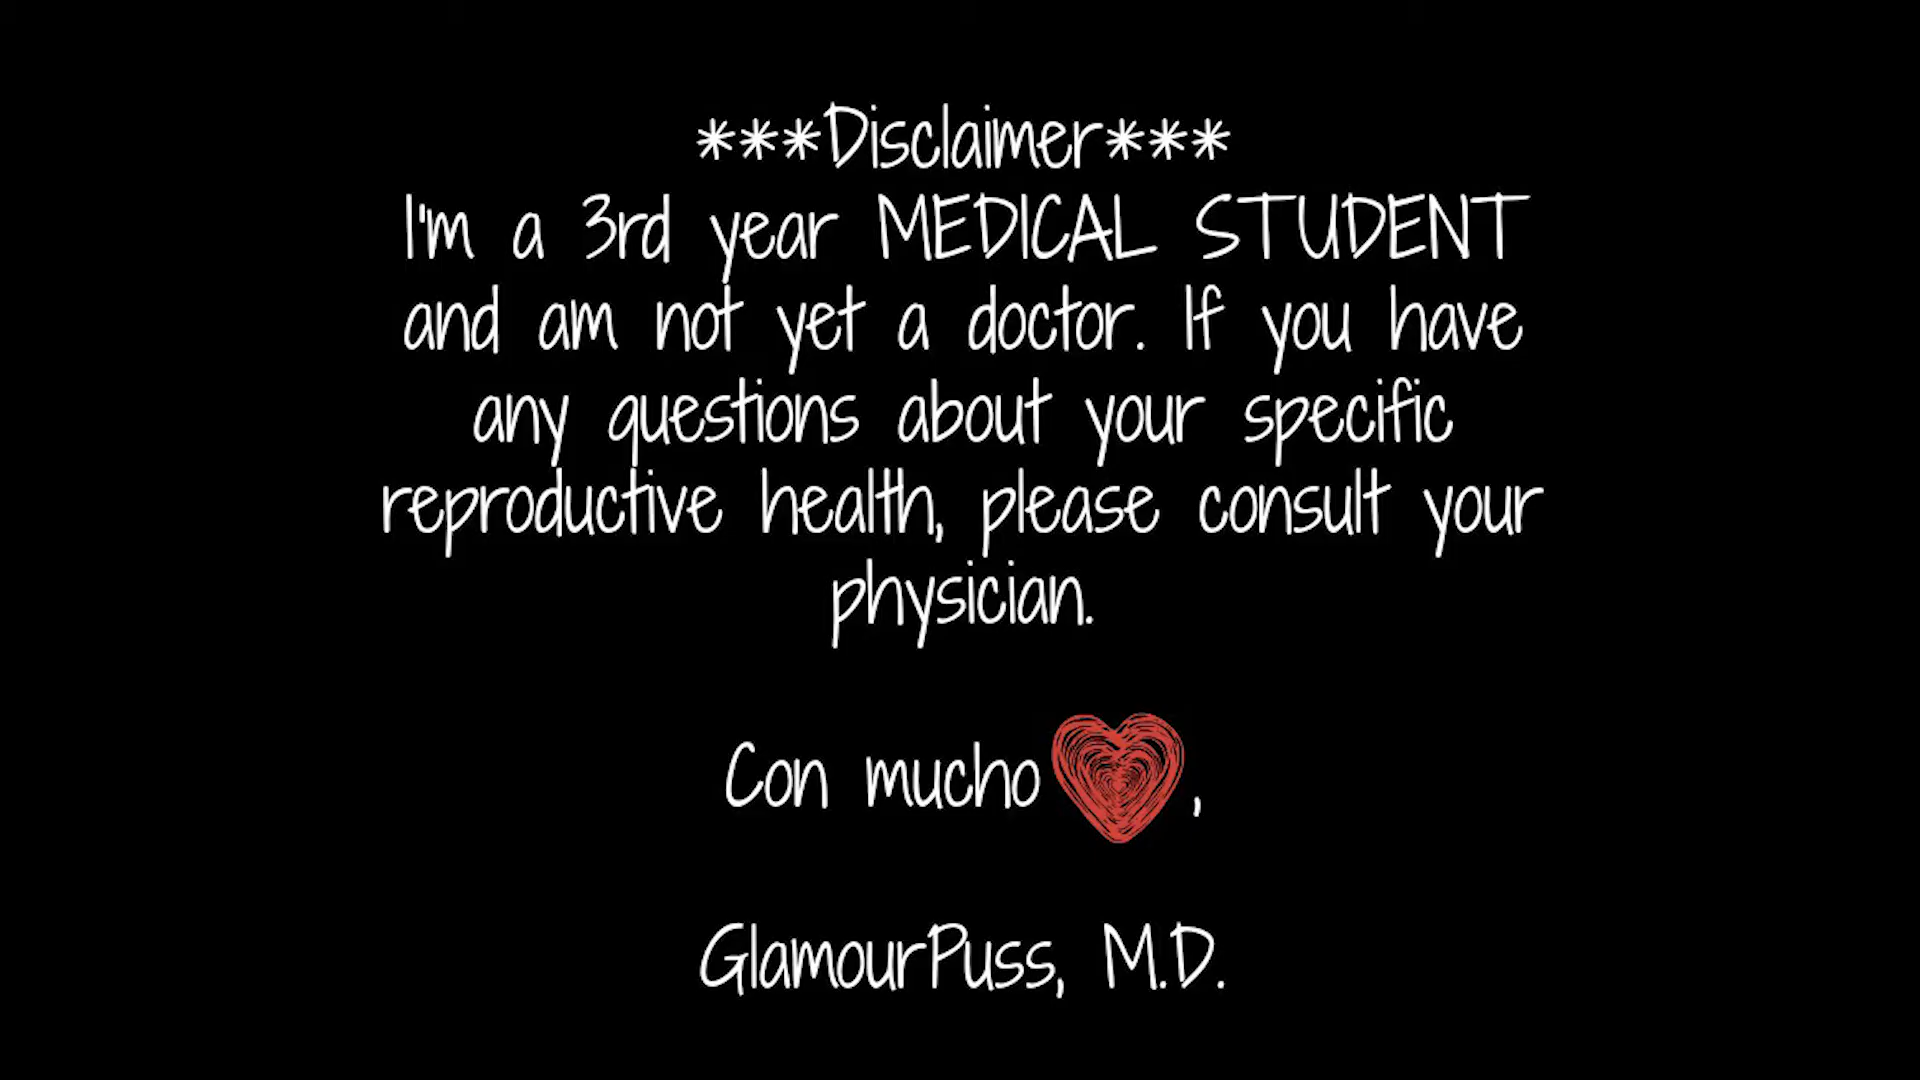 ***Disclaimer***
I'm a 3rd year MEDICAL STUDENT
and am not yet a doctor. If you have
any questions about your specific
reproductive health, please consult your
physician.
Con mucho ,
GlamourPuss, M.D.